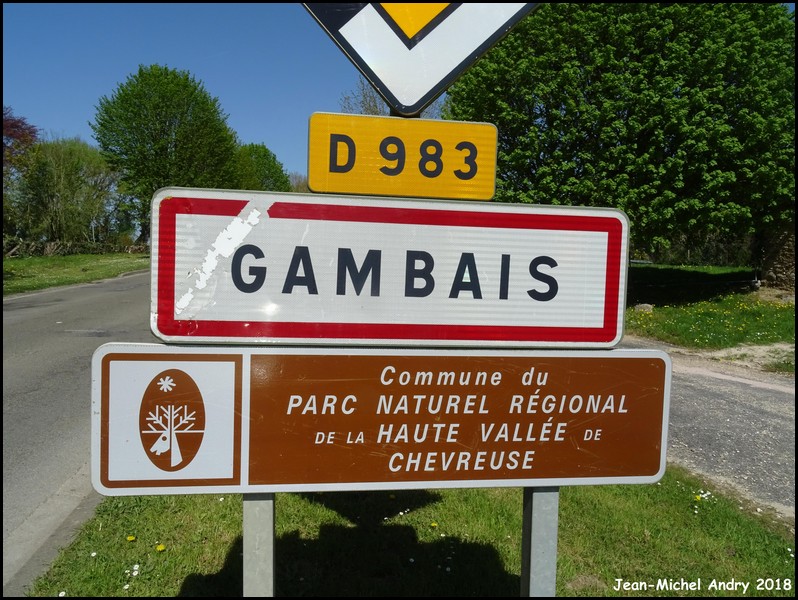 D 983
GAMBAIS
Commune du
PARC NATUREL RÉGIONAL
DE LA HAUTE VALLÉE DE
CHEVREUSE
Jean-Michel Andry 2018